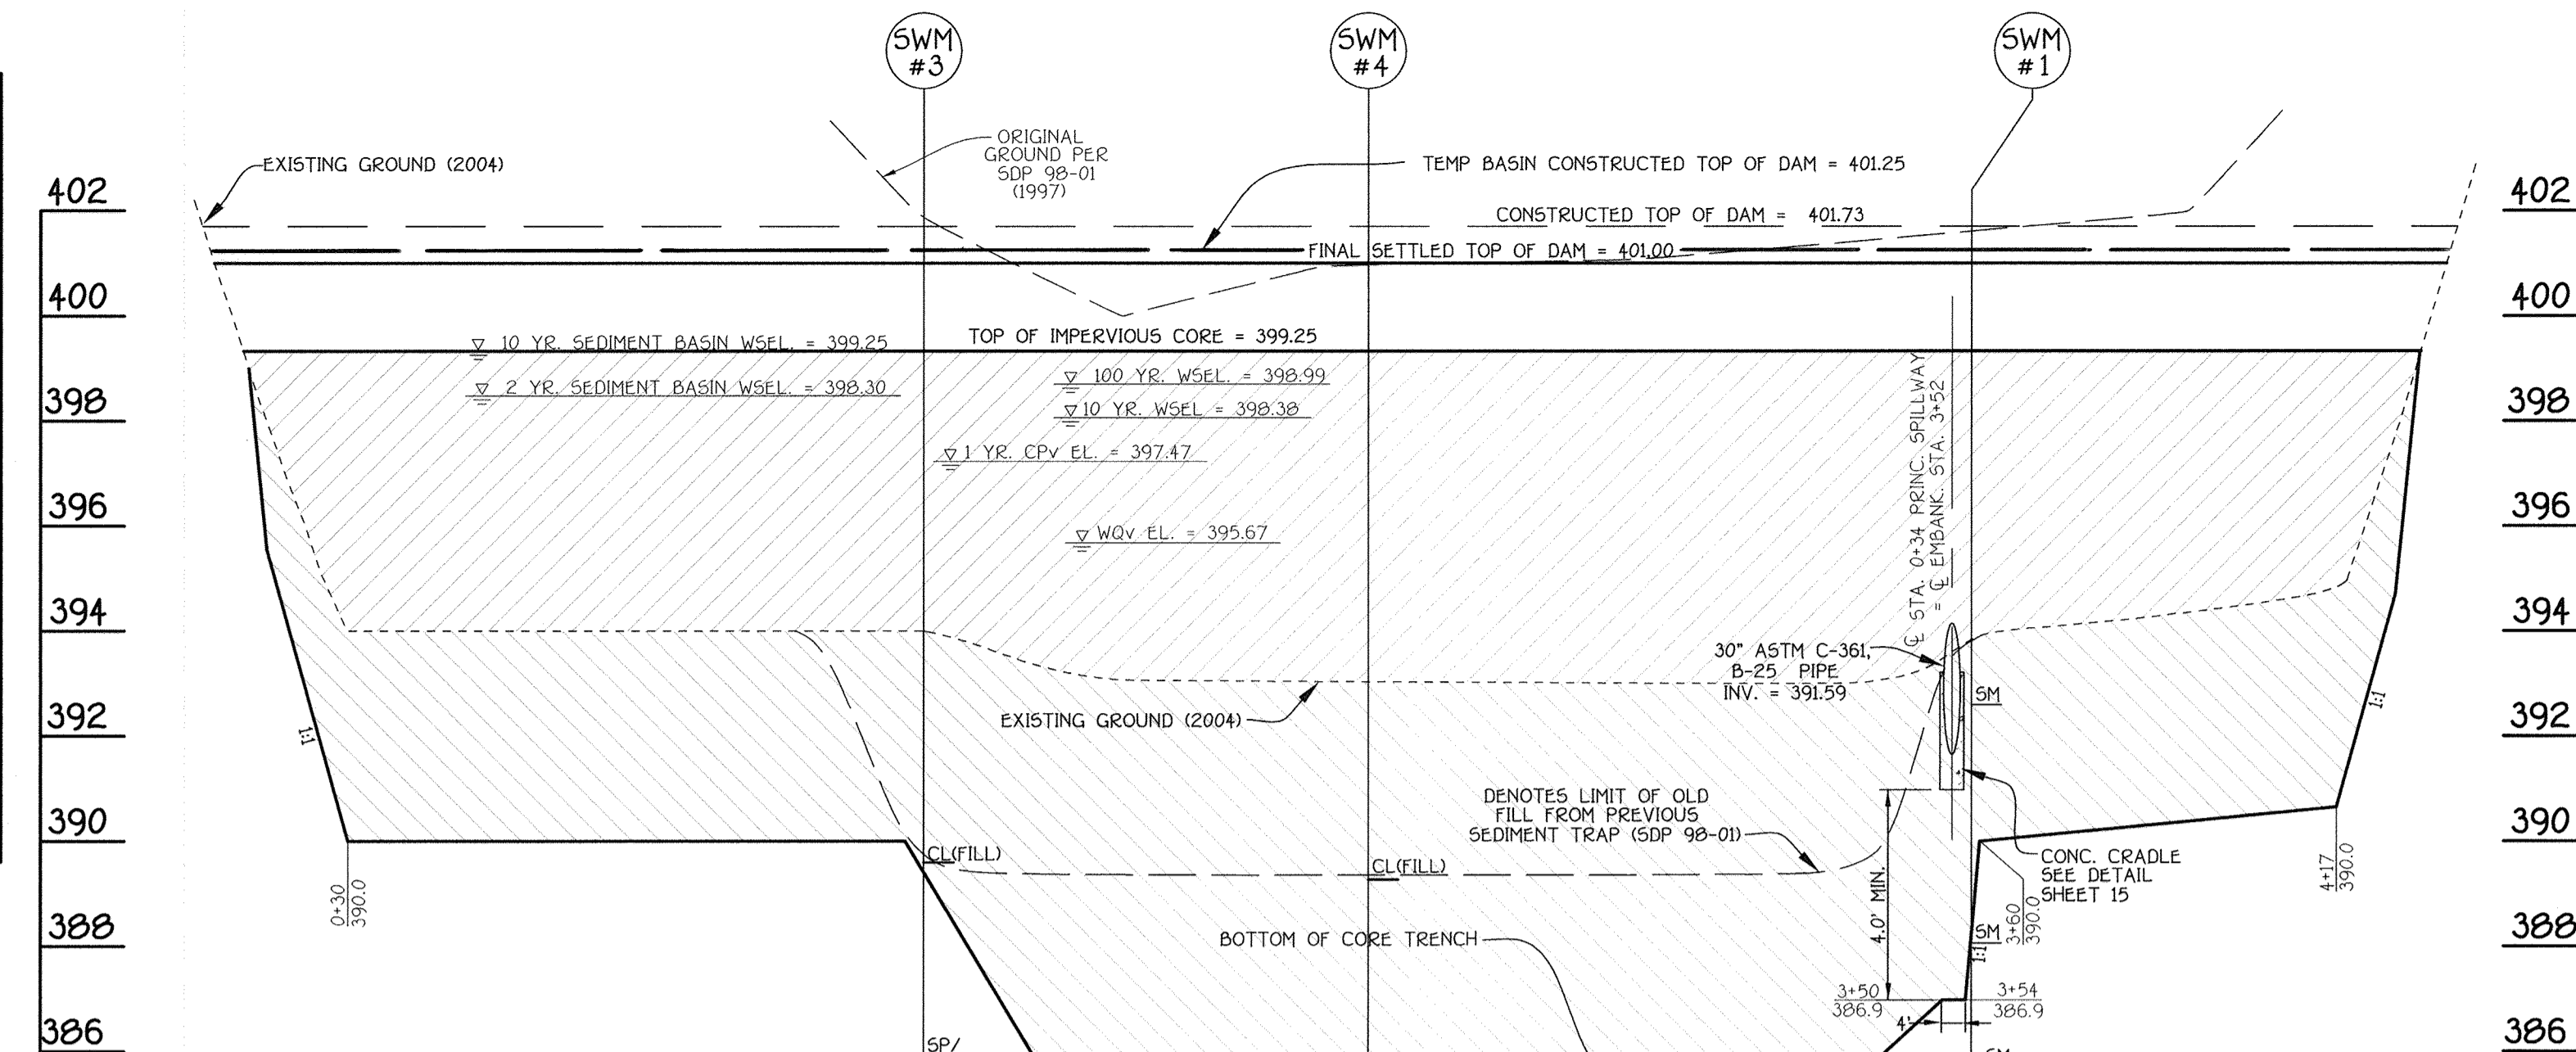 SWM
#3
SWM
#4
SWM
#1
ORIGINAL
GROUND PER
SDP 98-01
(1997)
EXISTING GROUND (2004)
TEMP BASIN CONSTRUCTED TOP OF DAM = 401.25
CONSTRUCTED TOP OF DAM = 401.73
FINAL SETTLED TOP OF DAM = 401.00
402
400
398
396
394
392
390
388
386
402
400
398
396
394
392
390
388
386
10 YR. SEDIMENT BASIN WSEL. = 399.25
TOP OF IMPERVIOUS CORE = 399.25
2 YR. SEDIMENT BASIN WSEL. = 398.30
100 YR. WSEL. = 398.99
10 YR. WSEL = 398.38
1 YR. CPv EL. = 397.47
WQv EL. = 395.67
℄ STA. 0+34 PRINC. SPILLWAY
= ℄ EMBANK. STA. 3+52
30" ASTM C-361,
B-25 PIPE
INV. = 391.59
SM
EXISTING GROUND (2004)
1:1
1:1
DENOTES LIMIT OF OLD
FILL FROM PREVIOUS
SEDIMENT TRAP (SDP 98-01)
CL(FILL)
CL(FILL)
CONC. CRADLE
SEE DETAIL
SHEET 15
0+30
390.0
4+17
390.0
3+60
390.0
4.0' MIN.
BOTTOM OF CORE TRENCH
SM
1:1
3+50
386.9
3+54
386.9
4'
SP/
SM